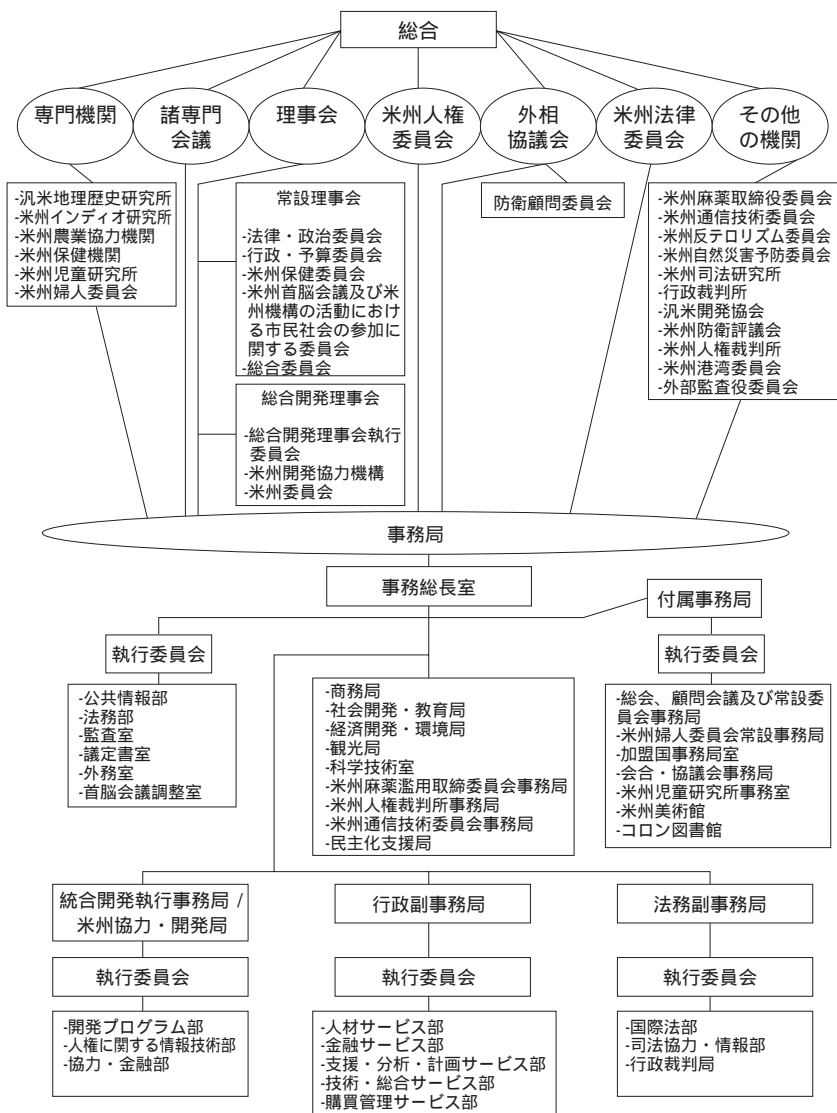 総合
専門機関
諸専門
会議
理事会
米州人権
委員会
外相
協議会
米州法律
委員会
その他
の機関
-汎米地理歴史研究所
-米州インディオ研究所
-米州農業協力機関
-米州保健機関
-米州児童研究所
-米州婦人委員会
常設理事会
-法律・政治委員会
-行政・予算委員会
-米州保健委員会
-米州首脳会議及び米
州機構の活動におけ
る市民社会の参加に
関する委員会
-総合委員会
総合開発理事会
-総合開発理事会執行
委員会
-米州開発協力機構
-米州委員会
防衛顧問委員会
-米州麻薬取締役委員会
-米州通信技術委員会
-米州反テロリズム委員会
-米州自然災害予防委員会
-米州司法研究所
-行政裁判所
-汎米開発協会
-米州防衛評議会
-米州人権裁判所
-米州港湾委員会
-外部監査役委員会
事務局
事務総長室
付属事務局
執行委員会
-公共情報部
-法務部
-監査室
-議定書室
-外務室
-首脳会議調整室
-商務局
-社会開発・教育局
-経済開発・環境局
-観光局
-科学技術室
-米州麻薬濫用取締委員会事務局
-米州人権裁判所事務局
-米州通信技術委員会事務局
-民主化支援局
執行委員会
-総会、顧問会議及び常設委
員会事務局
-米州婦人委員会常設事務局
-加盟国事務局室
-会合・協議会事務局
-米州児童研究所事務室
-米州美術館
-コロン図書館
統合開発執行事務局 /
米州協力・開発局
執行委員会
-開発プログラム部
-人権に関する情報技術部
-協力・金融部
行政副事務局
執行委員会
-人材サービス部
-金融サービス部
-支援・分析・計画サービス部
-技術・総合サービス部
-購買管理サービス部
法務副事務局
執行委員会
-国際法部
-司法協力・情報部
-行政裁判局